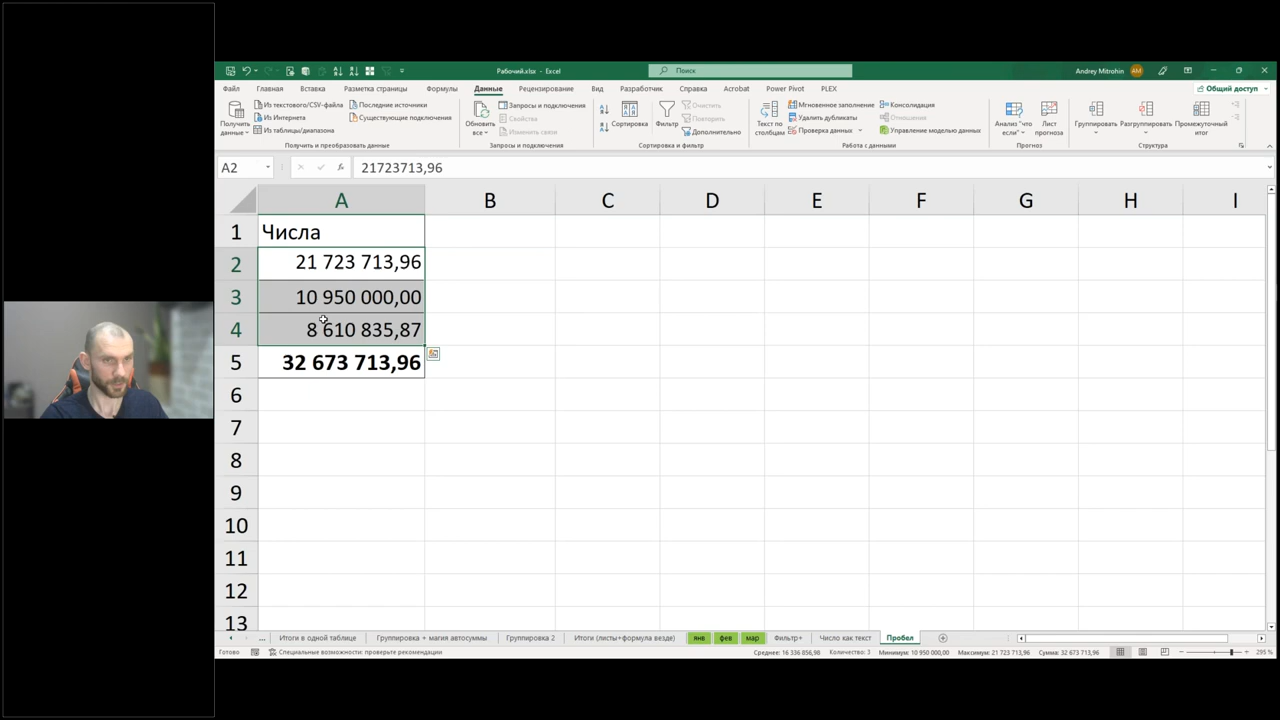 Рабочий.xlsx - Excel
Поиск
Andrey Mitrohin
AM
Файл Главная Вставка Разметка страницы Формулы Данные Рецензирование Вид Разработчик Справка Acrobat Power Pivot PLEX
Общий доступ
Получить данные
Из текстового/CSV-файла
Из Интернета
Из таблицы/диапазона
Последние источники
Существующие подключения
Получить и преобразовать данные
Обновить все
Запросы и подключения
Свойства
Изменить связи
Запросы и подключения
Сортировка
Фильтр
Очистить
Повторить
Дополнительно
Сортировка и фильтр
Текст по столбцам
Мгновенное заполнение
Удалить дубликаты
Проверка данных
Консолидация
Отношения
Управление моделью данных
Работа с данными
Анализ "что если"
Лист прогноза
Прогноз
Группировать
Разгруппировать
Промежуточный итог
Структура
A2
fx
21723713,96
A B C D E F G H I
1 Числа
2 21 723 713,96
3 10 950 000,00
4 8 610 835,87
5 32 673 713,96
6
7
8
9
10
11
12
13
... Итоги в одной таблице Группировка + магия автосуммы Группировка 2 Итоги (листы+формула везде) янв фев мар Фильтр+ Число как текст Пробел
Готово Специальные возможности: проверьте рекомендации Среднее: 16 336 856,98 Количество: 3 Минимум: 10 950 000,00 Максимум: 21 723 713,96 Сумма: 32 673 713,96 295 %